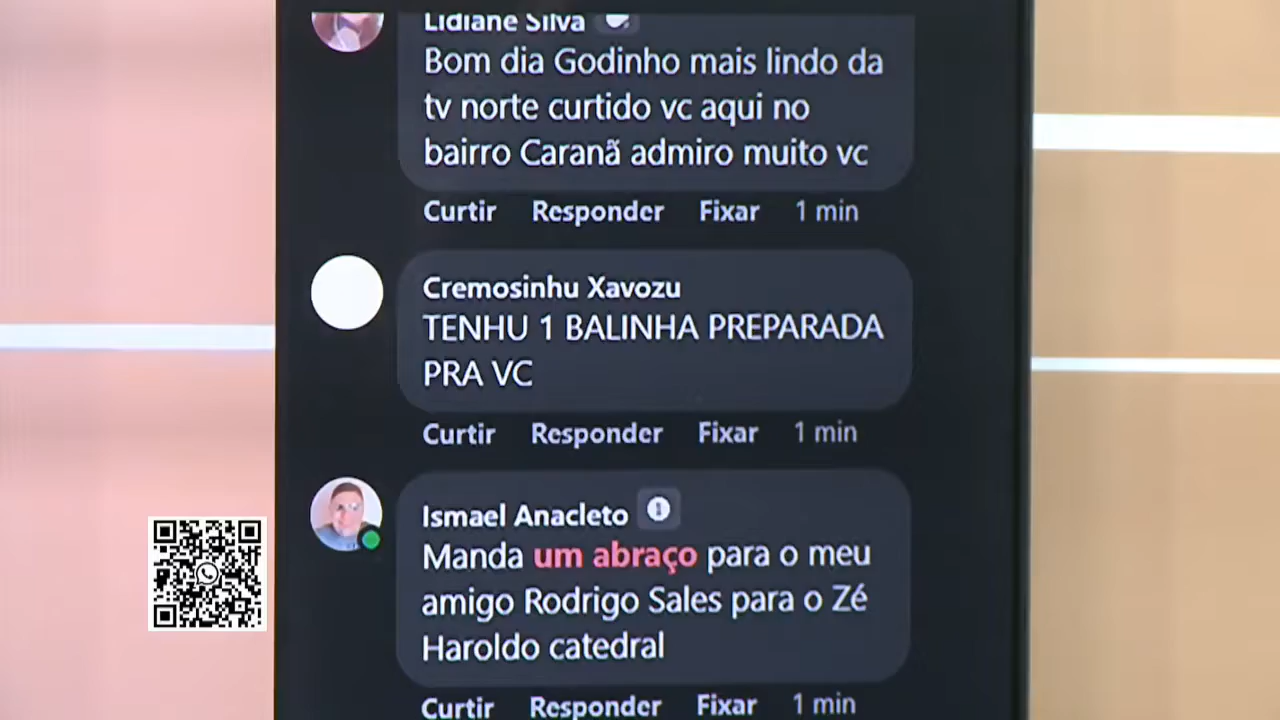 Lidiane Silva
Bom dia Godinho mais lindo da
tv norte curtido vc aqui no
bairro Caranã admiro muito vc
Curtir Responder Fixar 1 min
Cremosinhu Xavozu
TENHU 1 BALINHA PREPARADA
PRA VC
Curtir Responder Fixar 1 min
Ismael Anacleto
Manda um abraço para o meu
amigo Rodrigo Sales para o Zé
Haroldo catedral
Curtir Responder Fixar 1 min